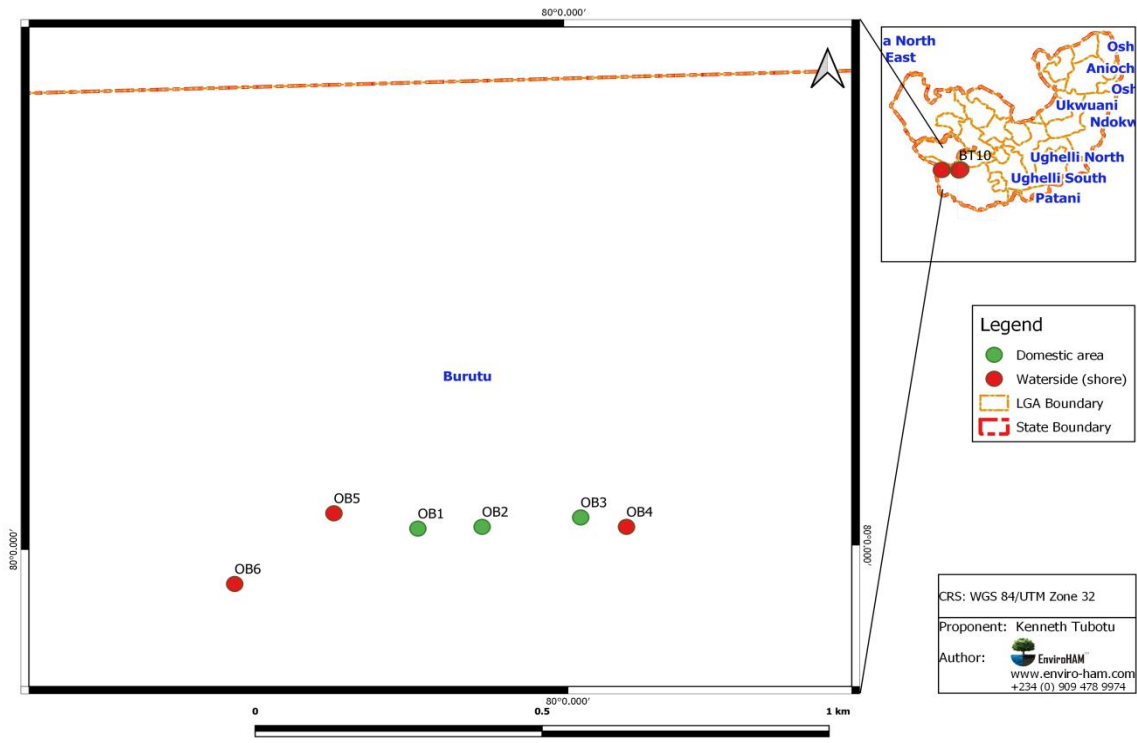 80°0.000'
Burutu
OB5
OB1
OB2
OB3
OB4
OB6
80°0.000'
80°0.000'
80°0.000'
0
0.5
1 km
a North
East
Osh
Anioch
Osh
Ukwuani
Ndokw
BT10
Ughelli North
Ughelli South
Patani
Legend
Domestic area
Waterside (shore)
LGA Boundary
State Boundary
CRS: WGS 84/UTM Zone 32
Proponent: Kenneth Tubotu
Author: EnviroHAM
www.enviro-ham.com
+234 (0) 909 478 9974